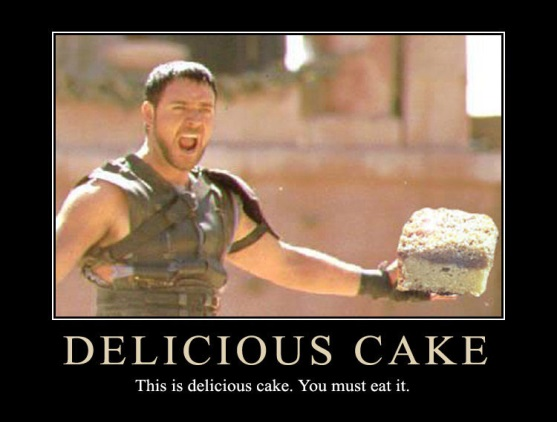 DELICIOUS CAKE
This is delicious cake. You must eat it.